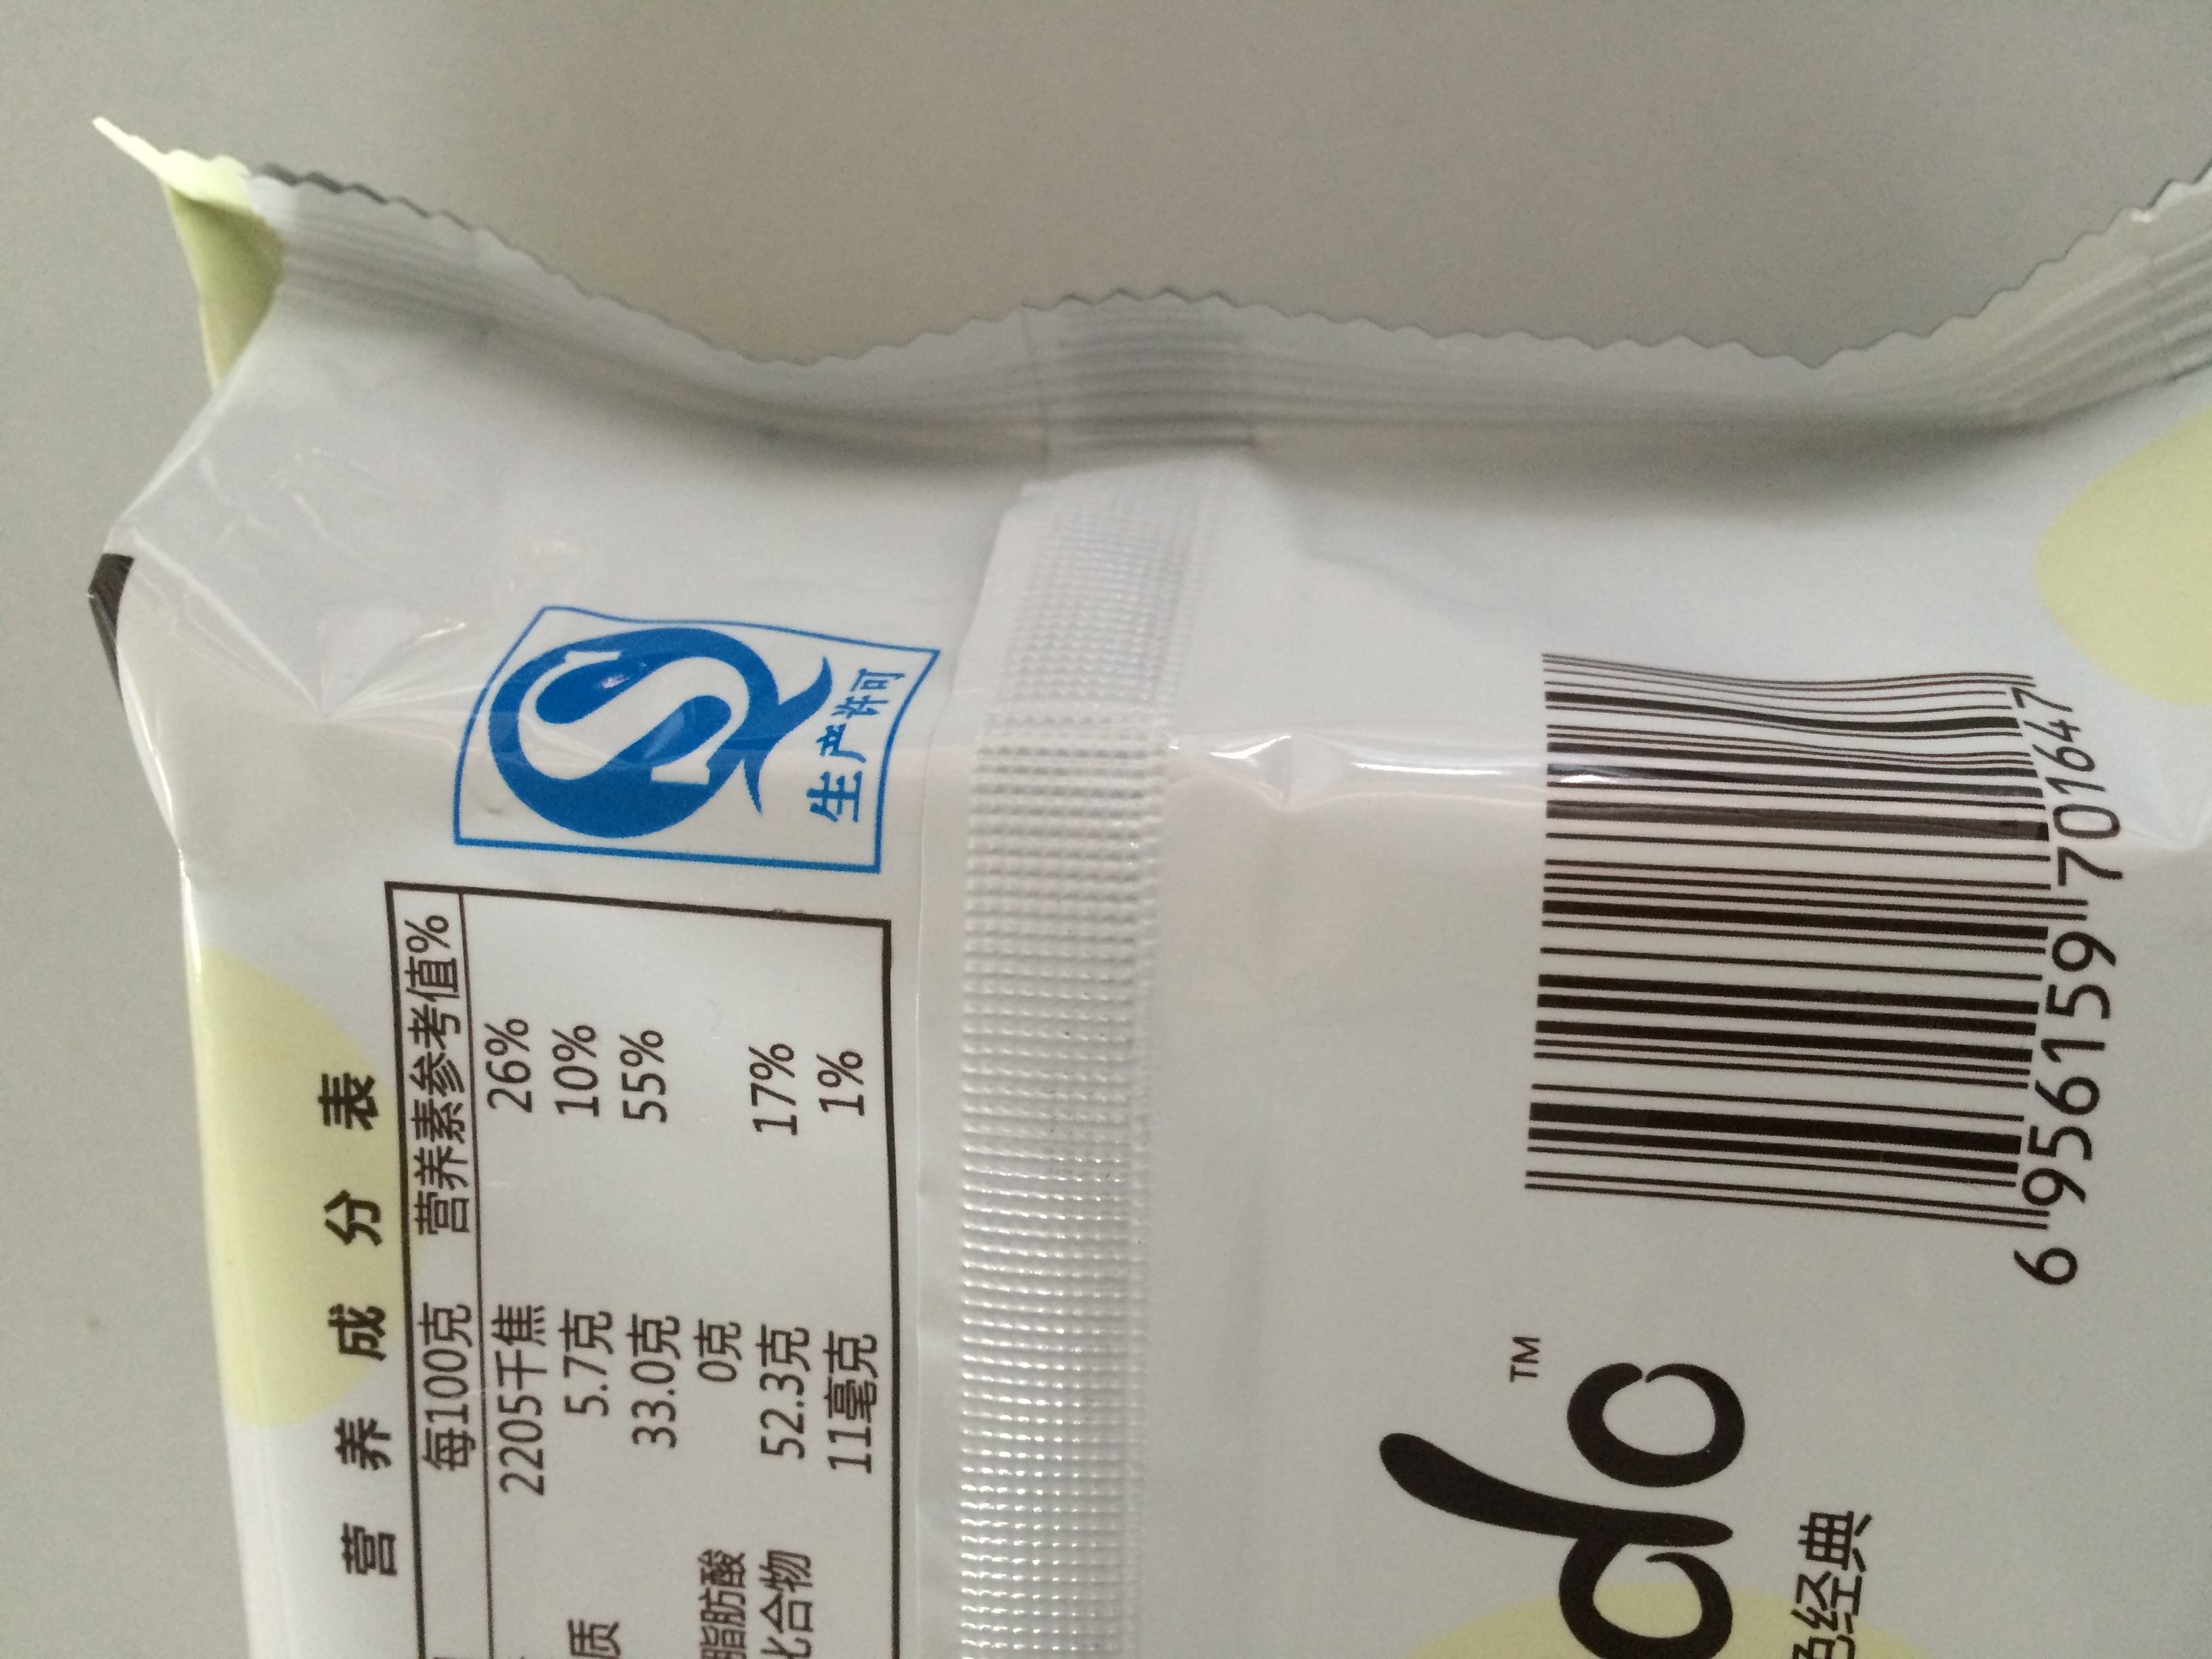 营养成分表
每100克 营养素参考值%
2205千焦 26%
质 5.7克 10%
33.0克 55%
脂肪酸 0克
化合物 52.3克 17%
11毫克 1%
QS
生产许可
do™
色经典
6 956159 701647